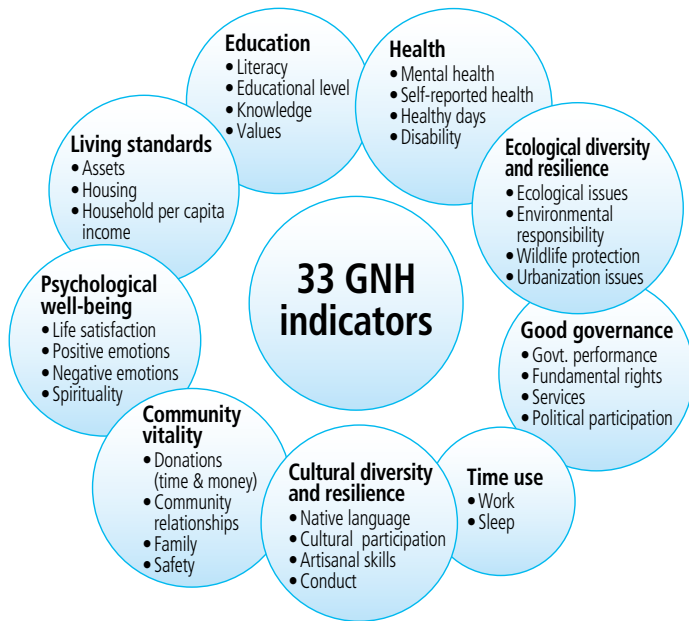 Education
• Literacy
• Educational level
• Knowledge
• Values
Health
• Mental health
• Self-reported health
• Healthy days
• Disability
Living standards
• Assets
• Housing
• Household per capita
income
Ecological diversity
and resilience
• Ecological issues
• Environmental
responsibility
• Wildlife protection
• Urbanization issues
33 GNH
indicators
Psychological
well-being
• Life satisfaction
• Positive emotions
• Negative emotions
• Spirituality
Good governance
• Govt. performance
• Fundamental rights
• Services
• Political participation
Community
vitality
• Donations
(time & money)
• Community
relationships
• Family
• Safety
Cultural diversity
and resilience
• Native language
• Cultural participation
• Artisanal skills
• Conduct
Time use
• Work
• Sleep